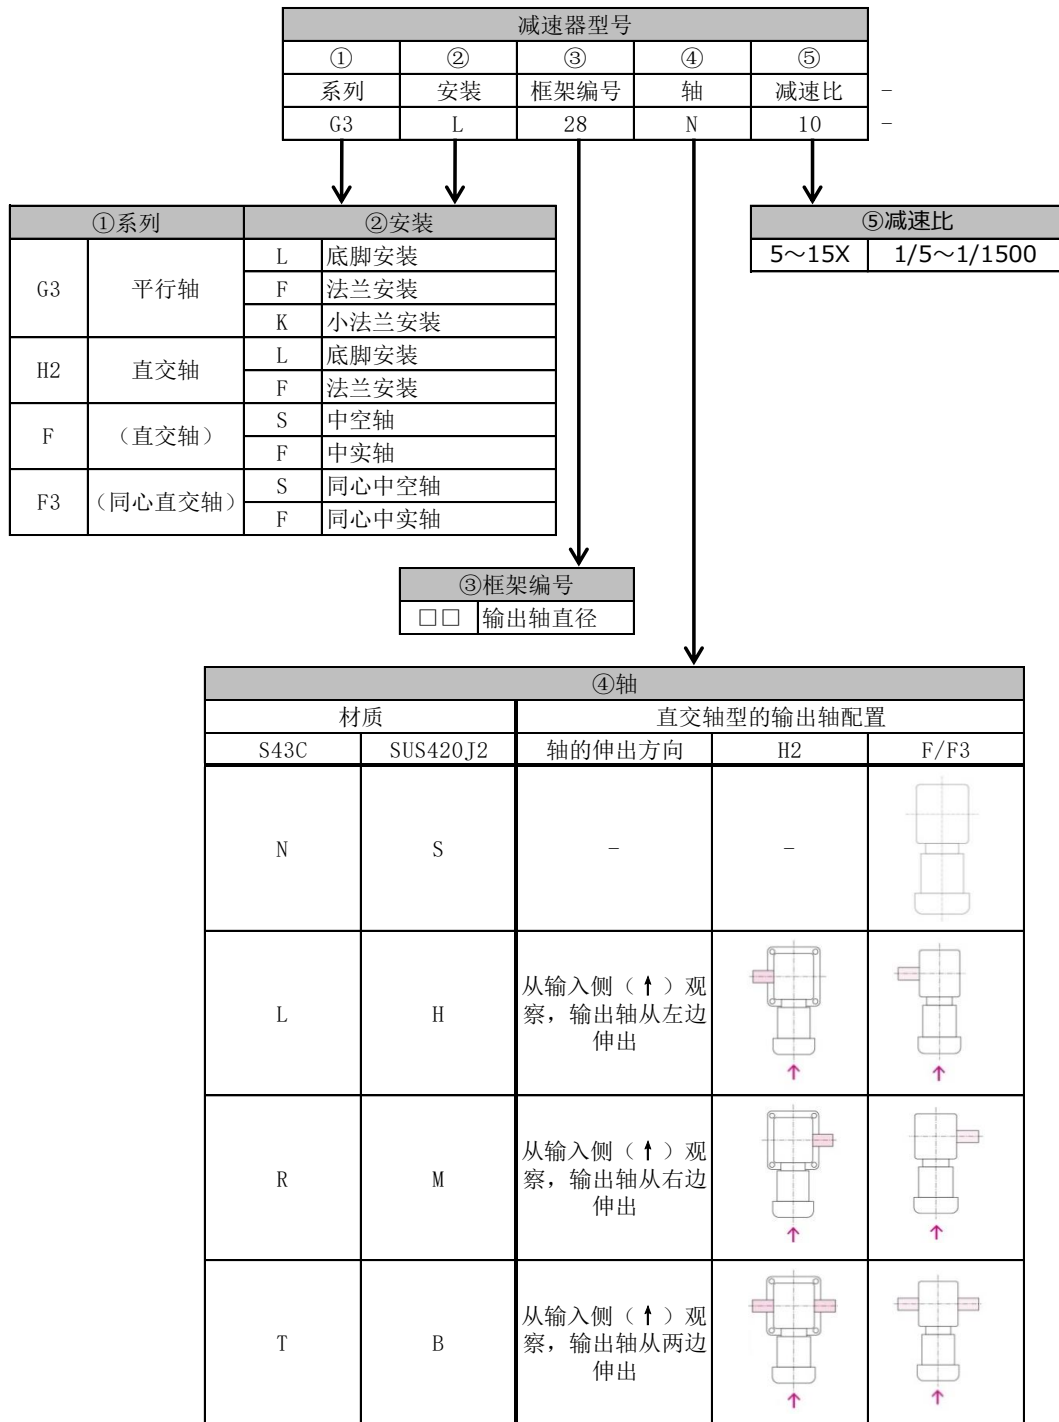 减速器型号
① ② ③ ④ ⑤
系列 安装 框架编号 轴 减速比 -
G3 L 28 N 10 -
①系列 ②安装
G3 平行轴
L 底脚安装
F 法兰安装
K 小法兰安装
H2 直交轴
L 底脚安装
F 法兰安装
F （直交轴）
S 中空轴
F 中实轴
F3 （同心直交轴）
S 同心中空轴
F 同心中实轴
⑤减速比
5～15X 1/5～1/1500
③框架编号
□□ 输出轴直径
④轴
材质 直交轴型的输出轴配置
S43C SUS420J2 轴的伸出方向 H2 F/F3
N S - -
L H
从输入侧（↑）观
察，输出轴从左边
伸出
R M
从输入侧（↑）观
察，输出轴从右边
伸出
T B
从输入侧（↑）观
察，输出轴从两边
伸出